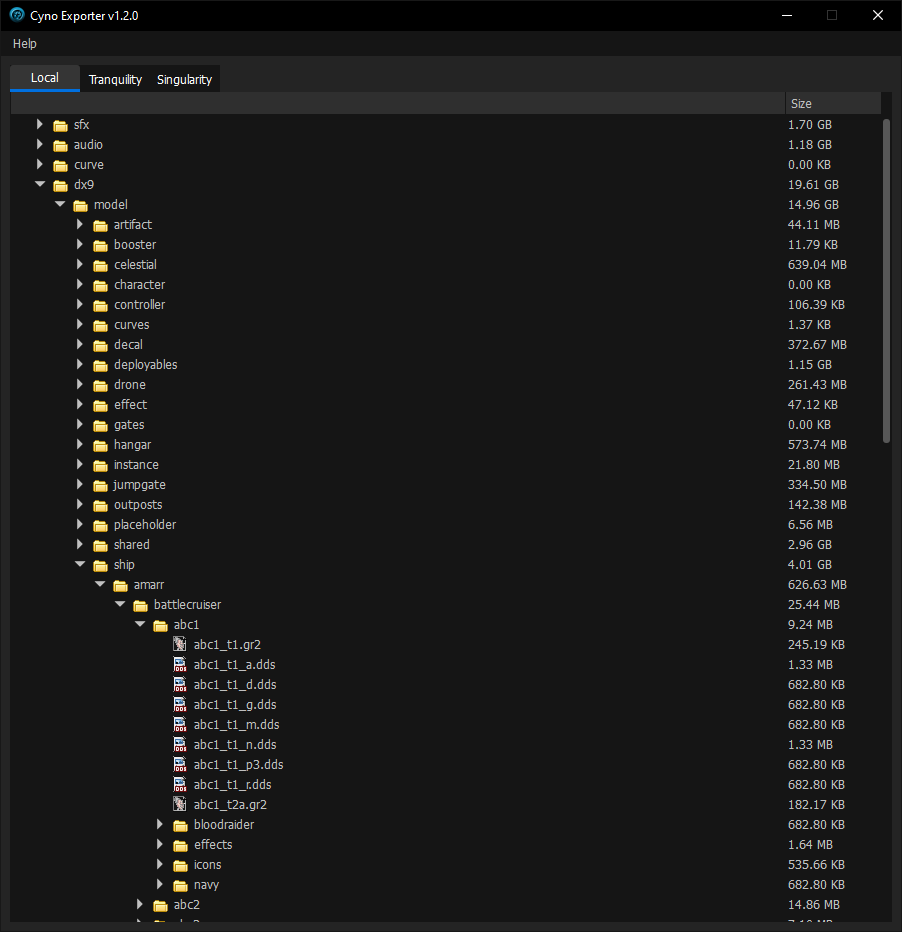 Cyno Exporter v1.2.0
Help
Local Tranquility Singularity
Size
sfx 1.70 GB
audio 1.18 GB
curve 0.00 KB
dx9 19.61 GB
model 14.96 GB
artifact 44.11 MB
booster 11.79 KB
celestial 639.04 MB
character 0.00 KB
controller 106.39 KB
curves 1.37 KB
decal 372.67 MB
deployables 1.15 GB
drone 261.43 MB
effect 47.12 KB
gates 0.00 KB
hangar 573.74 MB
instance 21.80 MB
jumpgate 334.50 MB
outposts 142.38 MB
placeholder 6.56 MB
shared 2.96 GB
ship 4.01 GB
amarr 626.63 MB
battlecruiser 25.44 MB
abc1 9.24 MB
abc1_t1.gr2 245.19 KB
abc1_t1_a.dds 1.33 MB
abc1_t1_d.dds 682.80 KB
abc1_t1_g.dds 682.80 KB
abc1_t1_m.dds 682.80 KB
abc1_t1_n.dds 1.33 MB
abc1_t1_p3.dds 682.80 KB
abc1_t1_r.dds 682.80 KB
abc1_t2a.gr2 182.17 KB
bloodraider 682.80 KB
effects 1.64 MB
icons 535.66 KB
navy 682.80 KB
abc2 14.86 MB